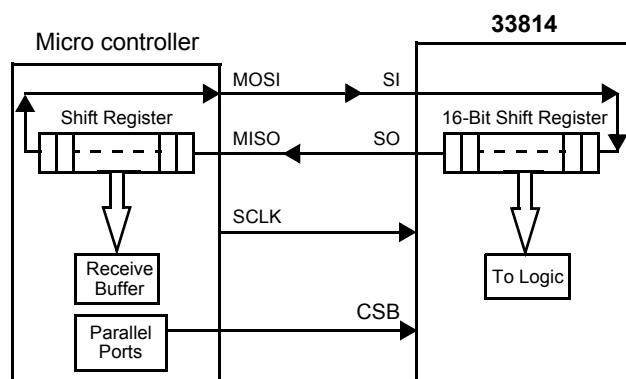 Micro controller
33814
MOSI
SI
Shift Register
16-Bit Shift Register
MISO
SO
SCLK
Receive
Buffer
To Logic
Parallel
Ports
CSB